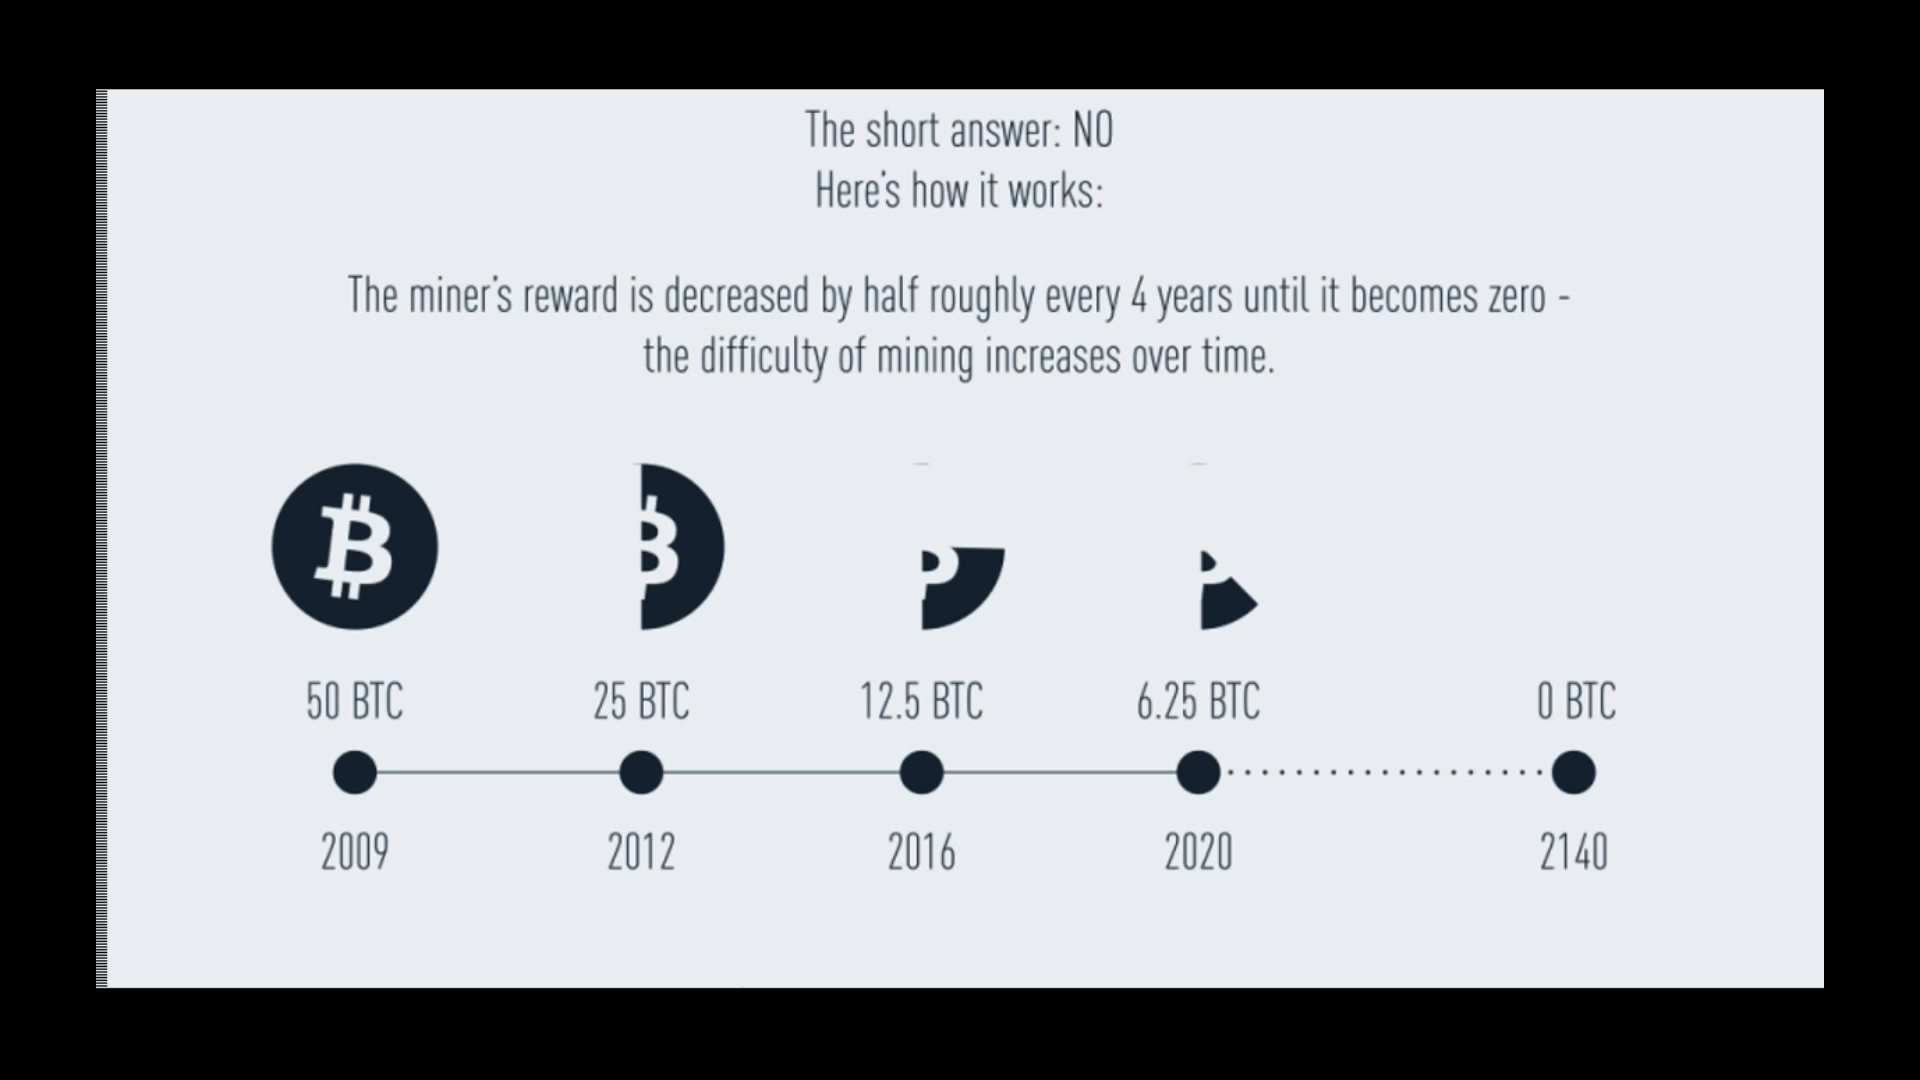 The short answer: NO
Here's how it works:
The miner's reward is decreased by half roughly every 4 years until it becomes zero -
the difficulty of mining increases over time.
50 BTC
25 BTC
12.5 BTC
6.25 BTC
0 BTC
2009
2012
2016
2020
2140